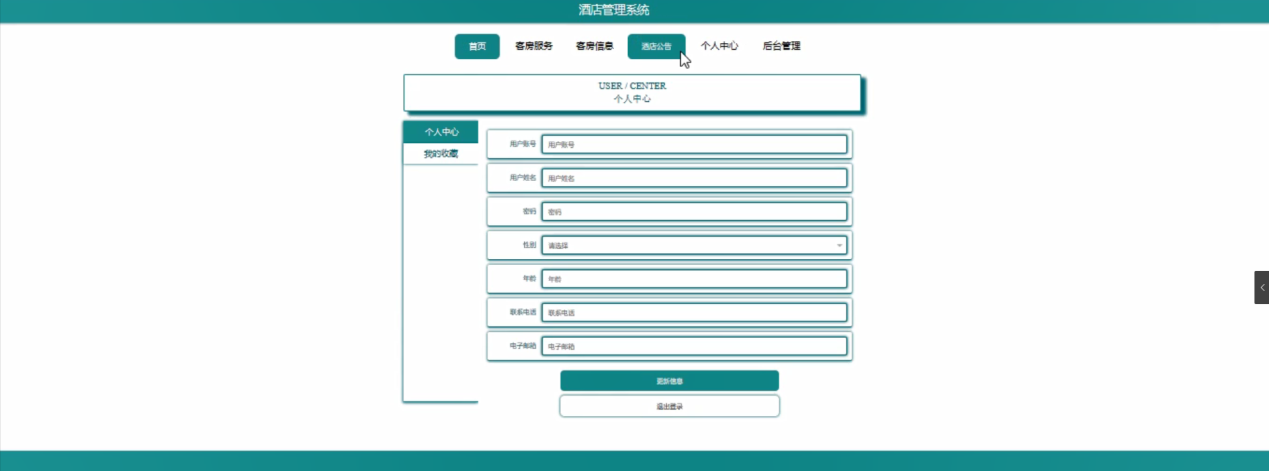 酒店管理系统
首页 客房服务 客房信息 酒店公告 个人中心 后台管理
USER / CENTER
个人中心
个人中心
我的收藏
用户账号 用户账号
用户姓名 用户姓名
密码 密码
性别 请选择
年龄 年龄
联系电话 联系电话
电子邮箱 电子邮箱
更新信息
退出登录